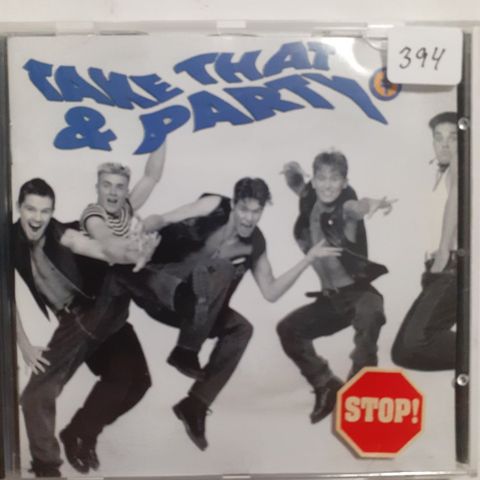 394
TAKE THAT
& PARTY
STOP!